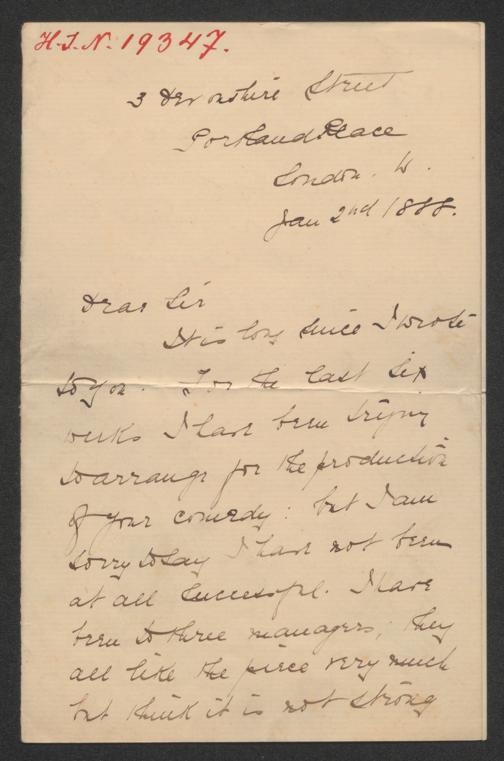 H.I.N. 19347.
3 Devonshire Street
Portland Place
London. W.
Jan 2nd 1888.
Dear Sir
It is long since I wrote
to you. For the last six
weeks I have been trying
to arrange for the production
of your comedy: but I am
sorry to say I have not been
at all successful. I have
been to three managers; they
all like the piece very much
but think it is not strong